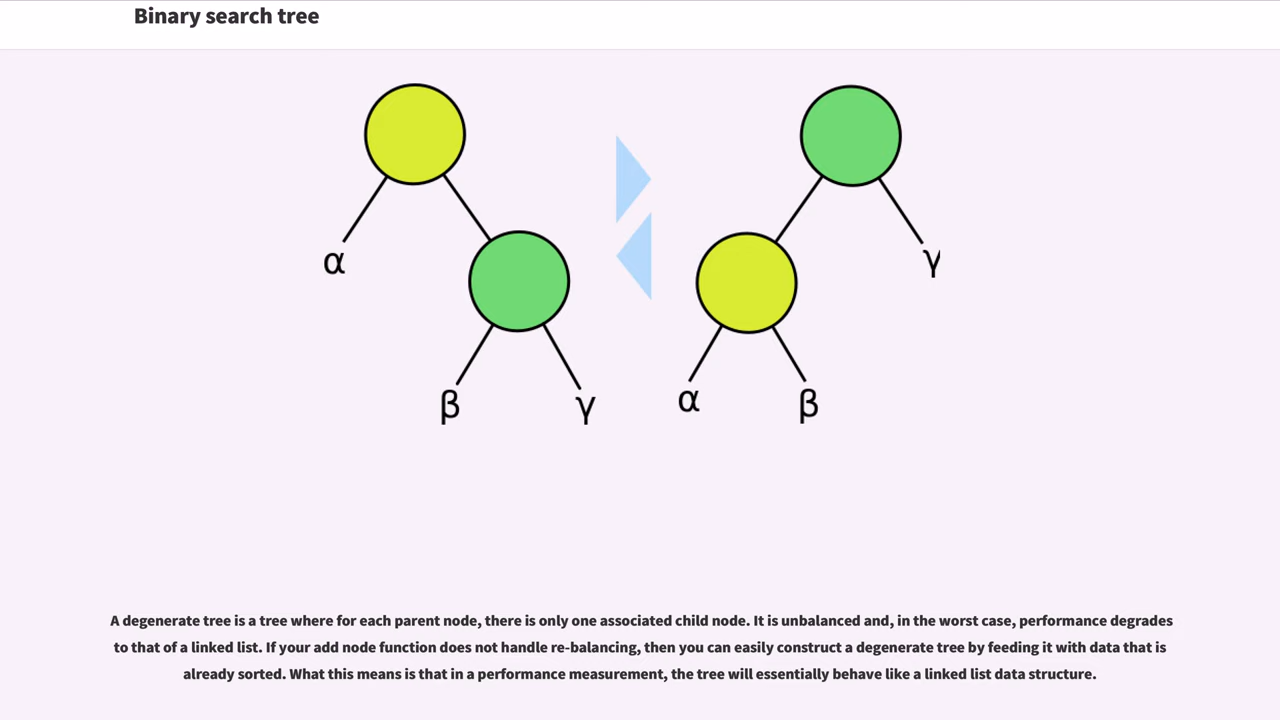 Binary search tree
α
β
γ
α
β
γ
A degenerate tree is a tree where for each parent node, there is only one associated child node. It is unbalanced and, in the worst case, performance degrades
to that of a linked list. If your add node function does not handle re-balancing, then you can easily construct a degenerate tree by feeding it with data that is
already sorted. What this means is that in a performance measurement, the tree will essentially behave like a linked list data structure.